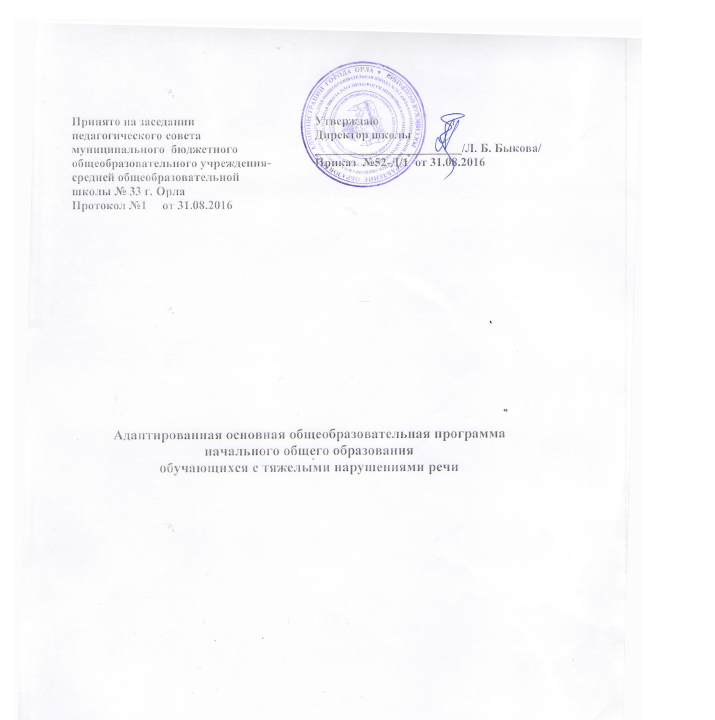 Принято на заседании
педагогического совета
муниципального бюджетного
общеобразовательного учреждения-
средней общеобразовательной
школы № 33 г. Орла
Протокол №1 от 31.08.2016
Утверждаю
Директор школы
/Л. Б. Быкова/
Приказ №52-Д/1 от 31.08.2016
Адаптированная основная общеобразовательная программа
начального общего образования
обучающихся с тяжелыми нарушениями речи